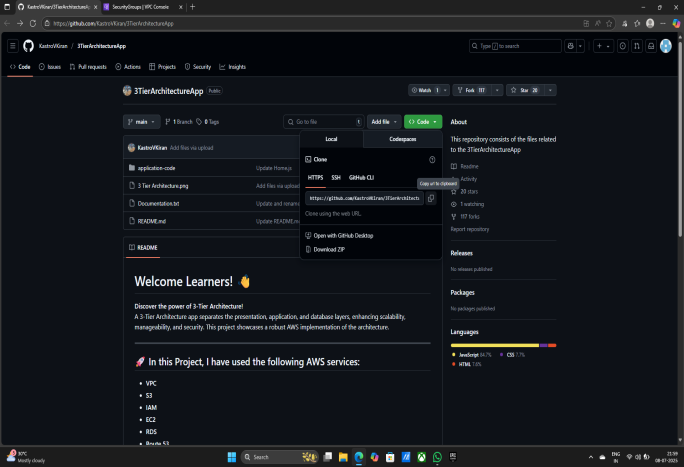 KastroVKiran/3TierArchitectureApp
SecurityGroups | VPC Console
https://github.com/KastroVKiran/3TierArchitectureApp
KastroVKiran / 3TierArchitectureApp
Type / to search
Code Issues Pull requests Actions Projects Security Insights
3TierArchitectureApp Public
Watch 1 Fork 117 Star 20
main 1 Branch 0 Tags
Go to file t Add file Code
KastroVKiran Add files via upload
application-code Update Home.js
3 Tier Architecture.png Add files via upload
Documentation.txt Update and rename
README.md Update README.m
Local Codespaces
Clone
HTTPS SSH GitHub CLI
Copy url to clipboard
https://github.com/KastroVKiran/3TierArchitectu
Clone using the web URL.
Open with GitHub Desktop
Download ZIP
About
This repository consists of the files related
to the 3TierArchitectureApp
Readme
Activity
20 stars
1 watching
117 forks
Report repository
Releases
No releases published
Packages
No packages published
Languages
JavaScript 84.7% CSS 7.7%
HTML 7.6%
README
Welcome Learners! 👋
Discover the power of 3-Tier Architecture!
A 3-Tier Architecture app separates the presentation, application, and database layers, enhancing scalability,
manageability, and security. This project showcases a robust AWS implementation of the architecture.
🚀 In this Project, I have used the following AWS services:
• VPC
• S3
• IAM
• EC2
• RDS
• Route 53
30°C
Mostly cloudy
Search
ENG
IN
21:59
08-07-2025